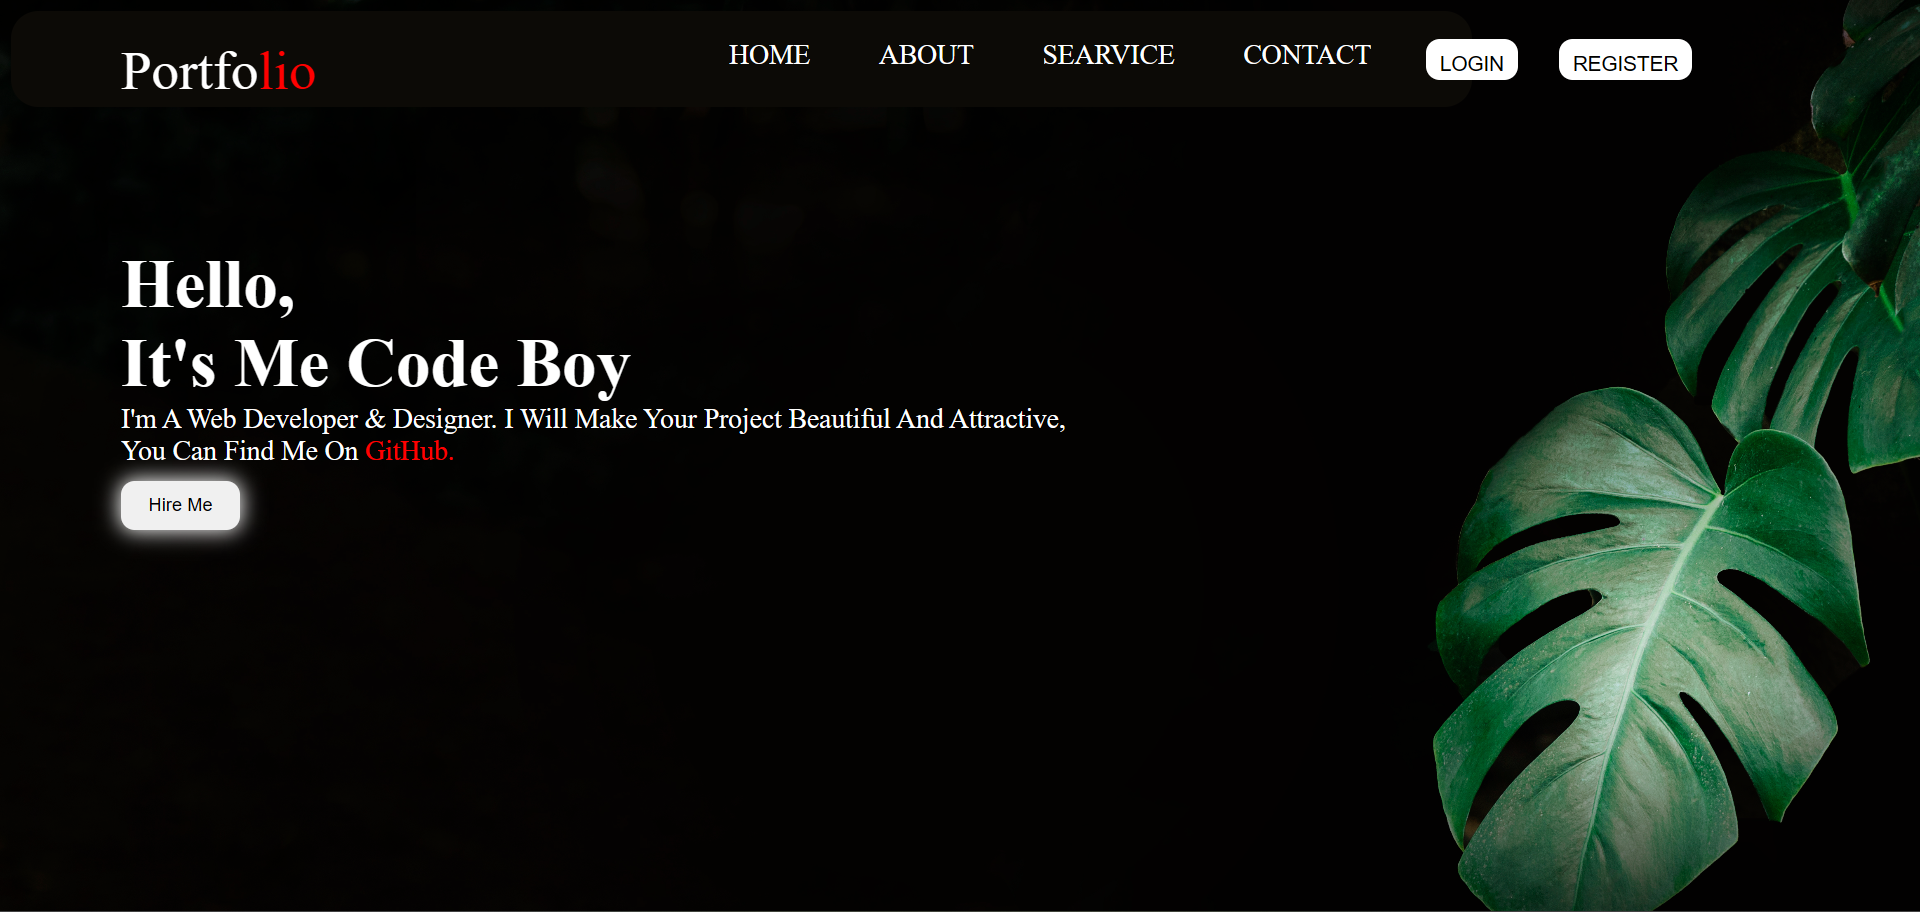 Portfolio
HOME ABOUT SEARVICE CONTACT LOGIN REGISTER
Hello,
It's Me Code Boy
I'm A Web Developer & Designer. I Will Make Your Project Beautiful And Attractive,
You Can Find Me On GitHub.
Hire Me